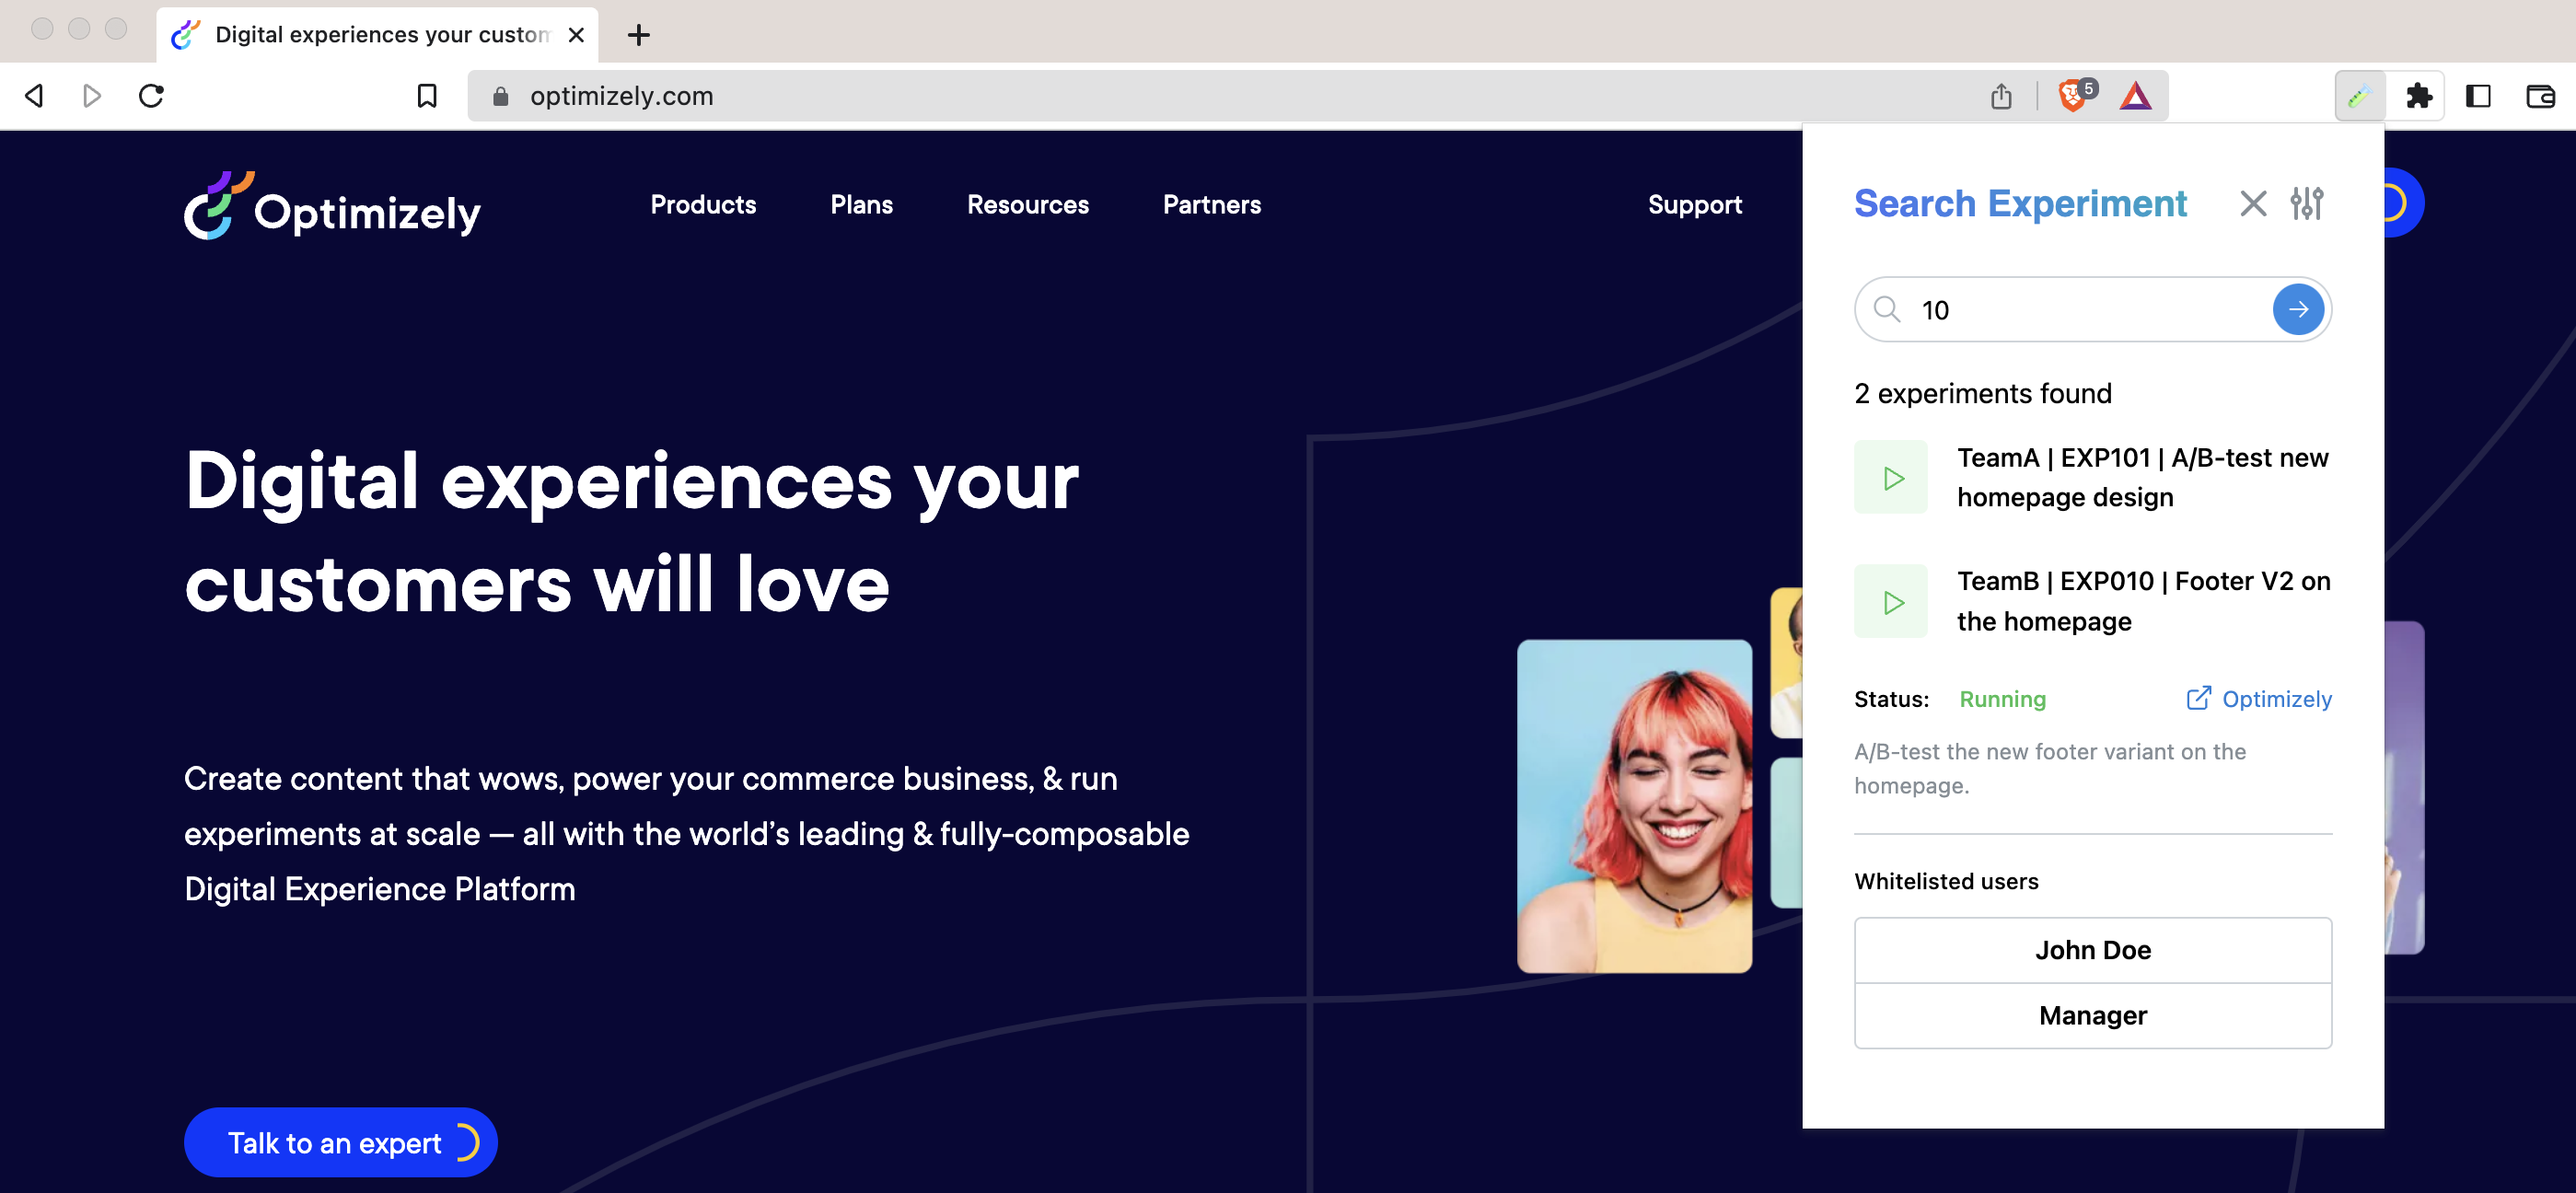 Digital experiences your custom
optimizely.com
5
Optimizely
Products
Plans
Resources
Partners
Support
Digital experiences your
customers will love
Create content that wows, power your commerce business, & run
experiments at scale — all with the world's leading & fully-composable
Digital Experience Platform
Talk to an expert
Search Experiment
10
2 experiments found
TeamA | EXP101 | A/B-test new
homepage design
TeamB | EXP010 | Footer V2 on
the homepage
Status: Running
Optimizely
A/B-test the new footer variant on the
homepage.
Whitelisted users
John Doe
Manager